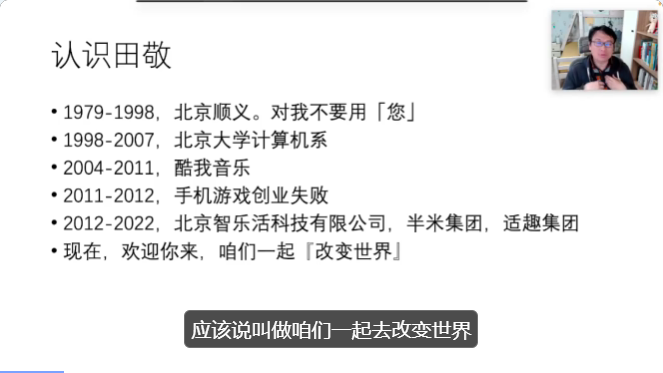 认识田敬
• 1979-1998，北京顺义。对我不要用「您」
• 1998-2007，北京大学计算机系
• 2004-2011，酷我音乐
• 2011-2012，手机游戏创业失败
• 2012-2022，北京智乐活科技有限公司，半米集团，适趣集团
• 现在，欢迎你来，咱们一起『改变世界』
应该说叫做咱们一起去改变世界